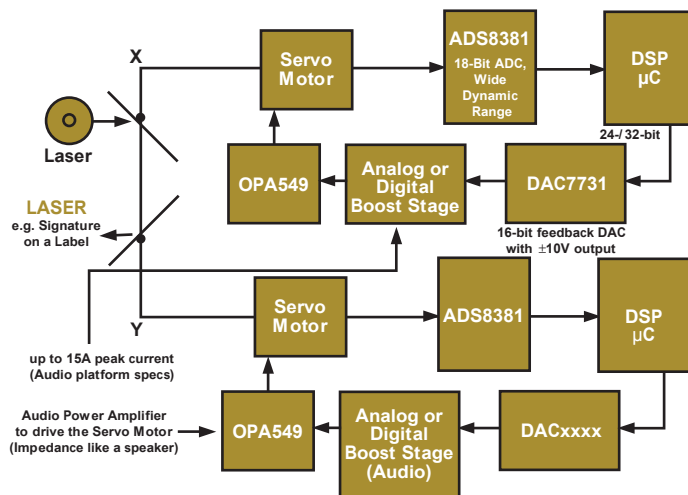 X
Servo
Motor
ADS8381
18-Bit ADC,
Wide
Dynamic
Range
DSP
µC
24-/ 32-bit
Laser
OPA549
Analog or
Digital
Boost Stage
DAC7731
16-bit feedback DAC
with ±10V output
LASER
e.g. Signature
on a Label
Y
Servo
Motor
ADS8381
DSP
µC
up to 15A peak current
(Audio platform specs)
Audio Power Amplifier
to drive the Servo Motor
(Impedance like a speaker)
OPA549
Analog or
Digital
Boost Stage
(Audio)
DACxxxx